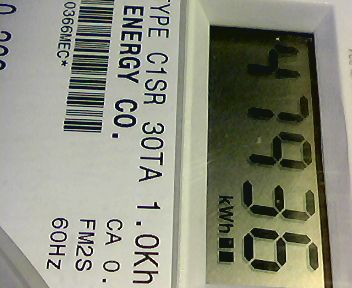 47936
kWh
TYPE C1SR 30TA 1.0Kh
ENERGY CO.
CA 0.
FM2S
60HZ
0366MEC*